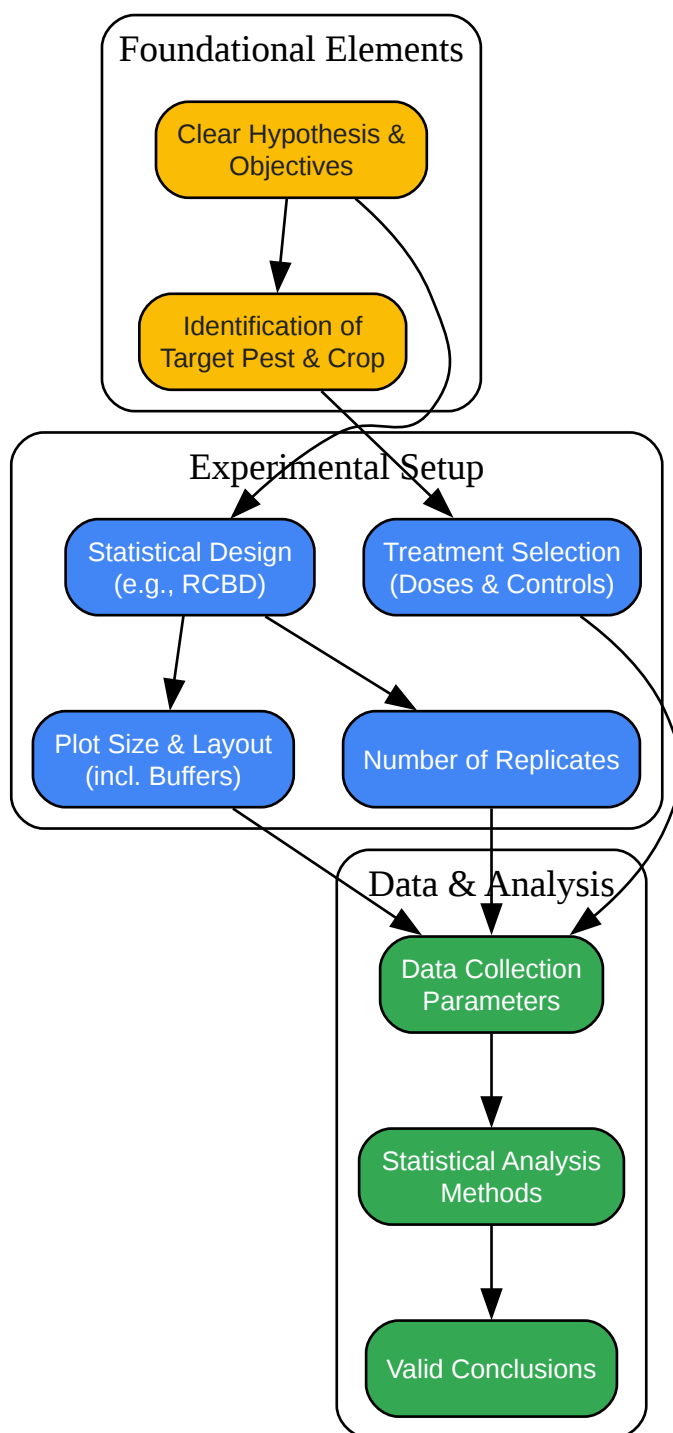 Foundational Elements
Clear Hypothesis &
Objectives
Identification of
Target Pest & Crop
Experimental Setup
Statistical Design
(e.g., RCBD)
Treatment Selection
(Doses & Controls)
Plot Size & Layout
(incl. Buffers)
Number of Replicates
Data & Analysis
Data Collection
Parameters
Statistical Analysis
Methods
Valid Conclusions